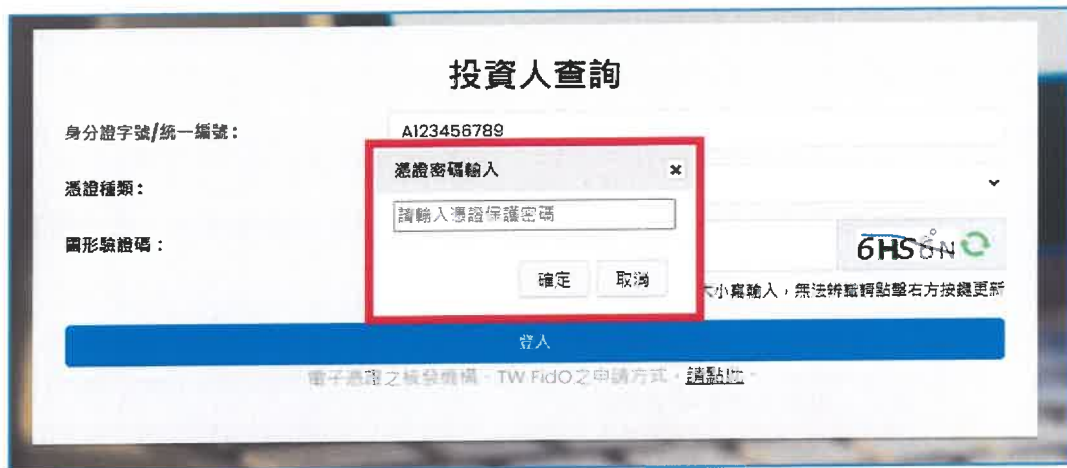 投資人查詢
身分證字號/統一編號：
A123456789
憑證密碼輸入
憑證種類：
請輸入憑證保護密碼
圖形驗證碼：
6HS6N
確定 取消
大小寫輸入，無法辨識請點擊右方按鍵更新
登入
電子憑證之核發機構、TW FidO之申請方式，請點此。